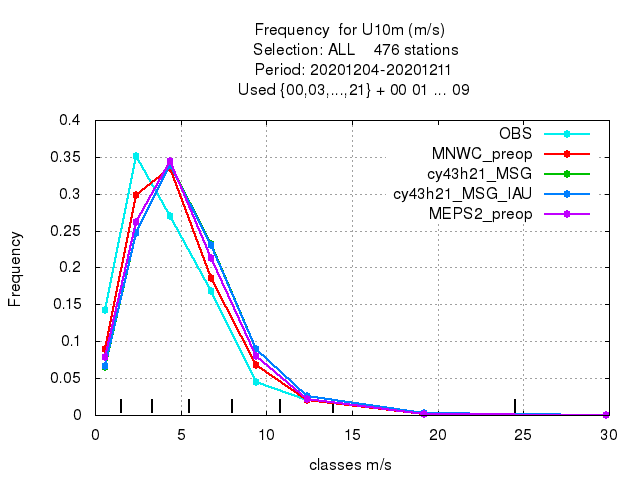 Frequency  for U10m (m/s)
Selection: ALL    476 stations
Period: 20201204-20201211
Used {00,03,...,21} + 00 01 ... 09
0.4
0.35
0.3
0.25
0.2
0.15
0.1
0.05
0
Frequency
OBS
MNWC_preop
cy43h21_MSG
cy43h21_MSG_IAU
MEPS2_preop
0 5 10 15 20 25 30
classes m/s